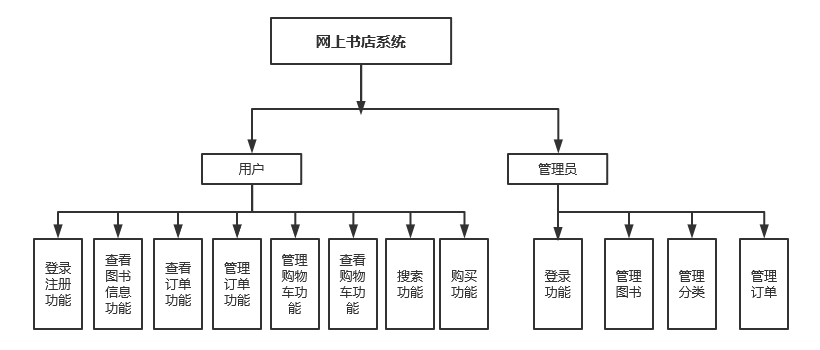 网上书店系统
用户
管理员
登录
注册
功能
查看
图书
信息
功能
查看
订单
功能
管理
订单
功能
管理
购物
车功
能
查看
购物
车功
能
搜索
功能
购买
功能
登录
功能
管理
图书
管理
分类
管理
订单